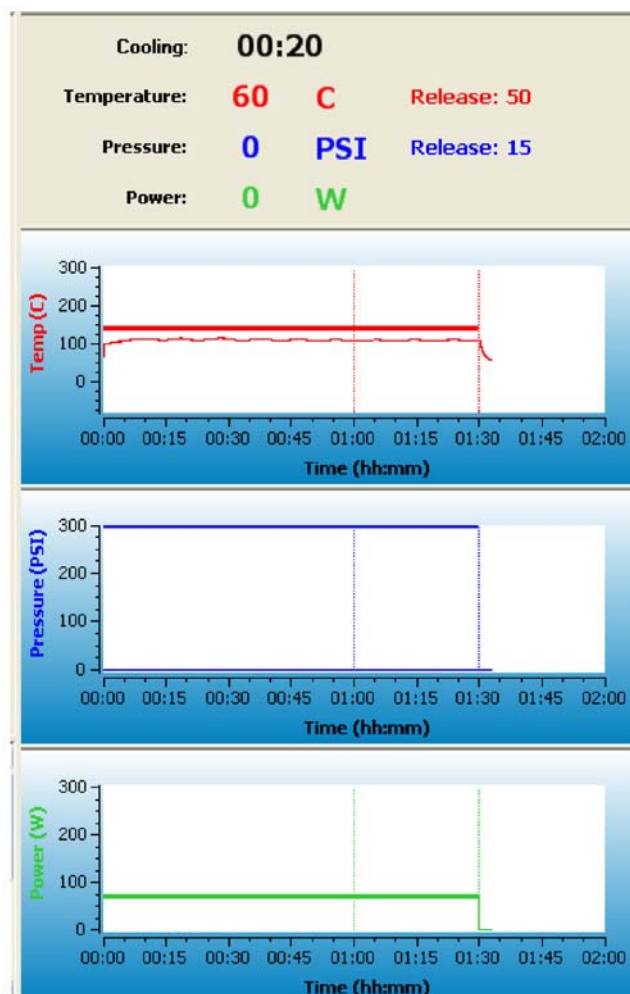 Cooling: 00:20
Temperature: 60 C Release: 50
Pressure: 0 PSI Release: 15
Power: 0 W
300
200
100
0
Temp (C)
00:00 00:15 00:30 00:45 01:00 01:15 01:30 01:45 02:00
Time (hh:mm)
300
200
100
0
Pressure (PSI)
00:00 00:15 00:30 00:45 01:00 01:15 01:30 01:45 02:00
Time (hh:mm)
300
200
100
0
Power (W)
00:00 00:15 00:30 00:45 01:00 01:15 01:30 01:45 02:00
Time (hh:mm)